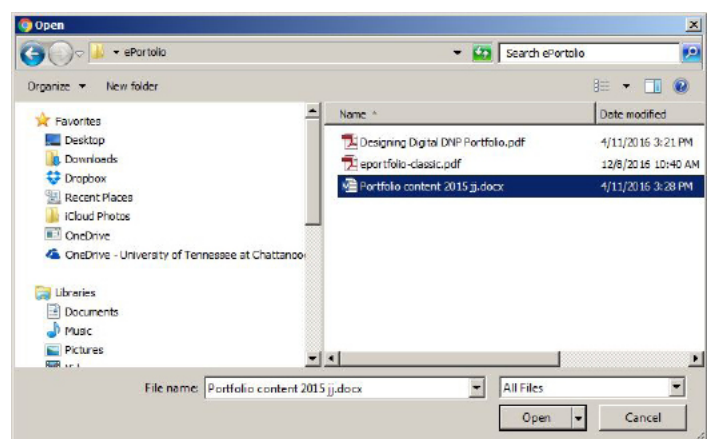 Open
ePortolio
Search ePortolio
Organize
New folder
Favorites
Desktop
Downloads
Dropbox
Recent Places
iCloud Photos
OneDrive
OneDrive - University of Tennessee at Chattanoo
Libraries
Documents
Music
Pictures
Name
Date modified
Designing Digital DNP Portfolio.pdf
4/11/2016 3:21 PM
eportfolio-classic.pdf
12/8/2016 10:40 AM
Portfolio content 2015 jj.docx
4/11/2016 3:28 PM
File name: Portfolio content 2015 jj.docx
All Files
Open
Cancel